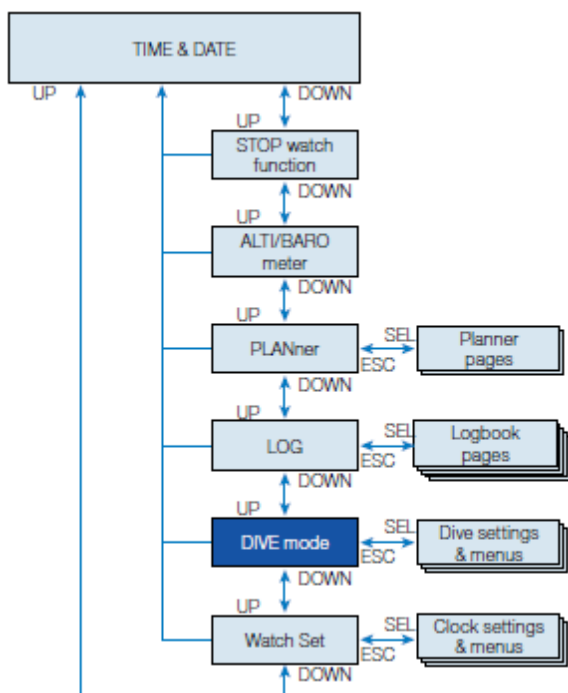 TIME & DATE
UP
DOWN
UP
STOP watch
function
DOWN
UP
ALTI/BARO
meter
DOWN
UP
PLANner
SEL
ESC
Planner
pages
DOWN
UP
LOG
SEL
ESC
Logbook
pages
DOWN
UP
DIVE mode
SEL
ESC
Dive settings
& menus
DOWN
UP
Watch Set
SEL
ESC
Clock settings
& menus
DOWN